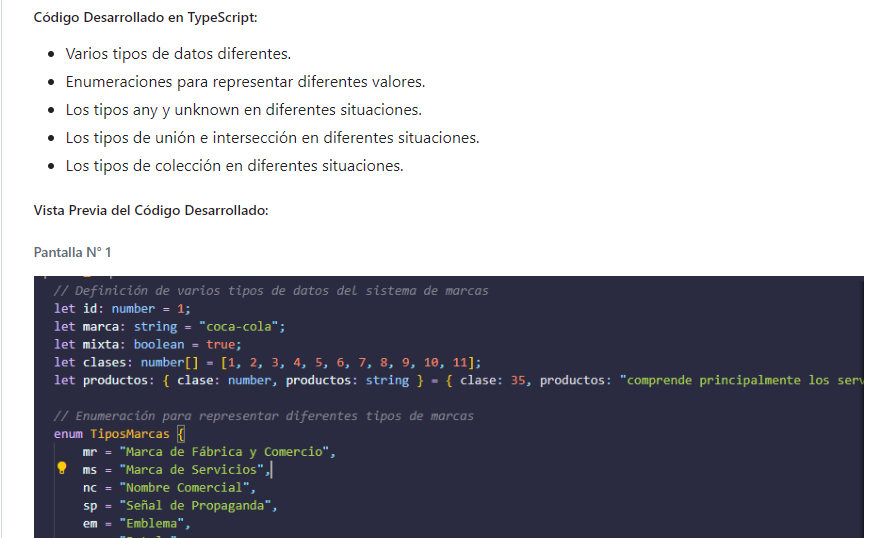 Código Desarrollado en TypeScript:
Varios tipos de datos diferentes.
Enumeraciones para representar diferentes valores.
Los tipos any y unknown en diferentes situaciones.
Los tipos de unión e intersección en diferentes situaciones.
Los tipos de colección en diferentes situaciones.
Vista Previa del Código Desarrollado:
Pantalla N° 1
// Definición de varios tipos de datos del sistema de marcas
let id: number = 1;
let marca: string = "coca-cola";
let mixta: boolean = true;
let clases: number[] = [1, 2, 3, 4, 5, 6, 7, 8, 9, 10, 11];
let productos: { clase: number, productos: string } = { clase: 35, productos: "comprende principalmente los serv
// Enumeración para representar diferentes tipos de marcas
enum TiposMarcas {
mr = "Marca de Fábrica y Comercio",
ms = "Marca de Servicios",
nc = "Nombre Comercial",
sp = "Señal de Propaganda",
em = "Emblema",